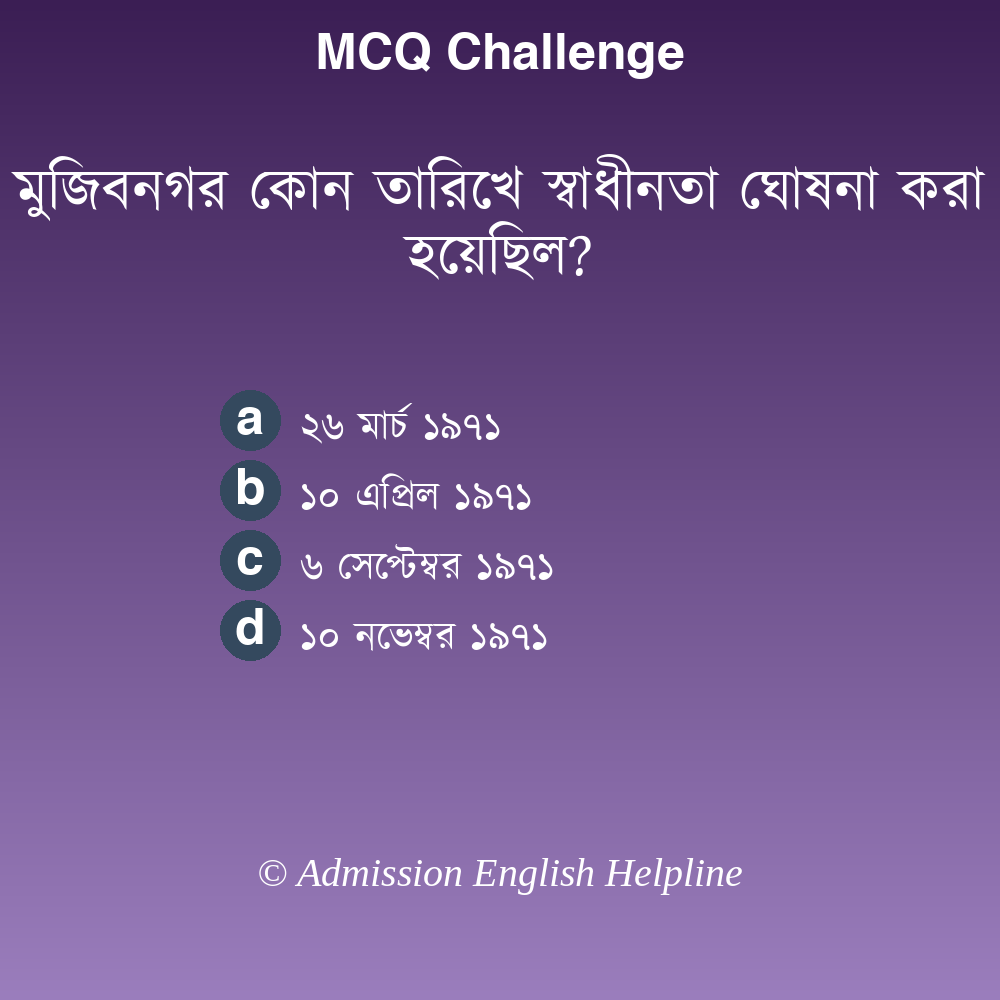 MCQ Challenge
মুজিবনগর কোন তারিখে স্বাধীনতা ঘোষনা করা
হয়েছিল?
a ২৬ মার্চ ১৯৭১
b ১০ এপ্রিল ১৯৭১
c ৬ সেপ্টেম্বর ১৯৭১
d ১০ নভেম্বর ১৯৭১
© Admission English Helpline